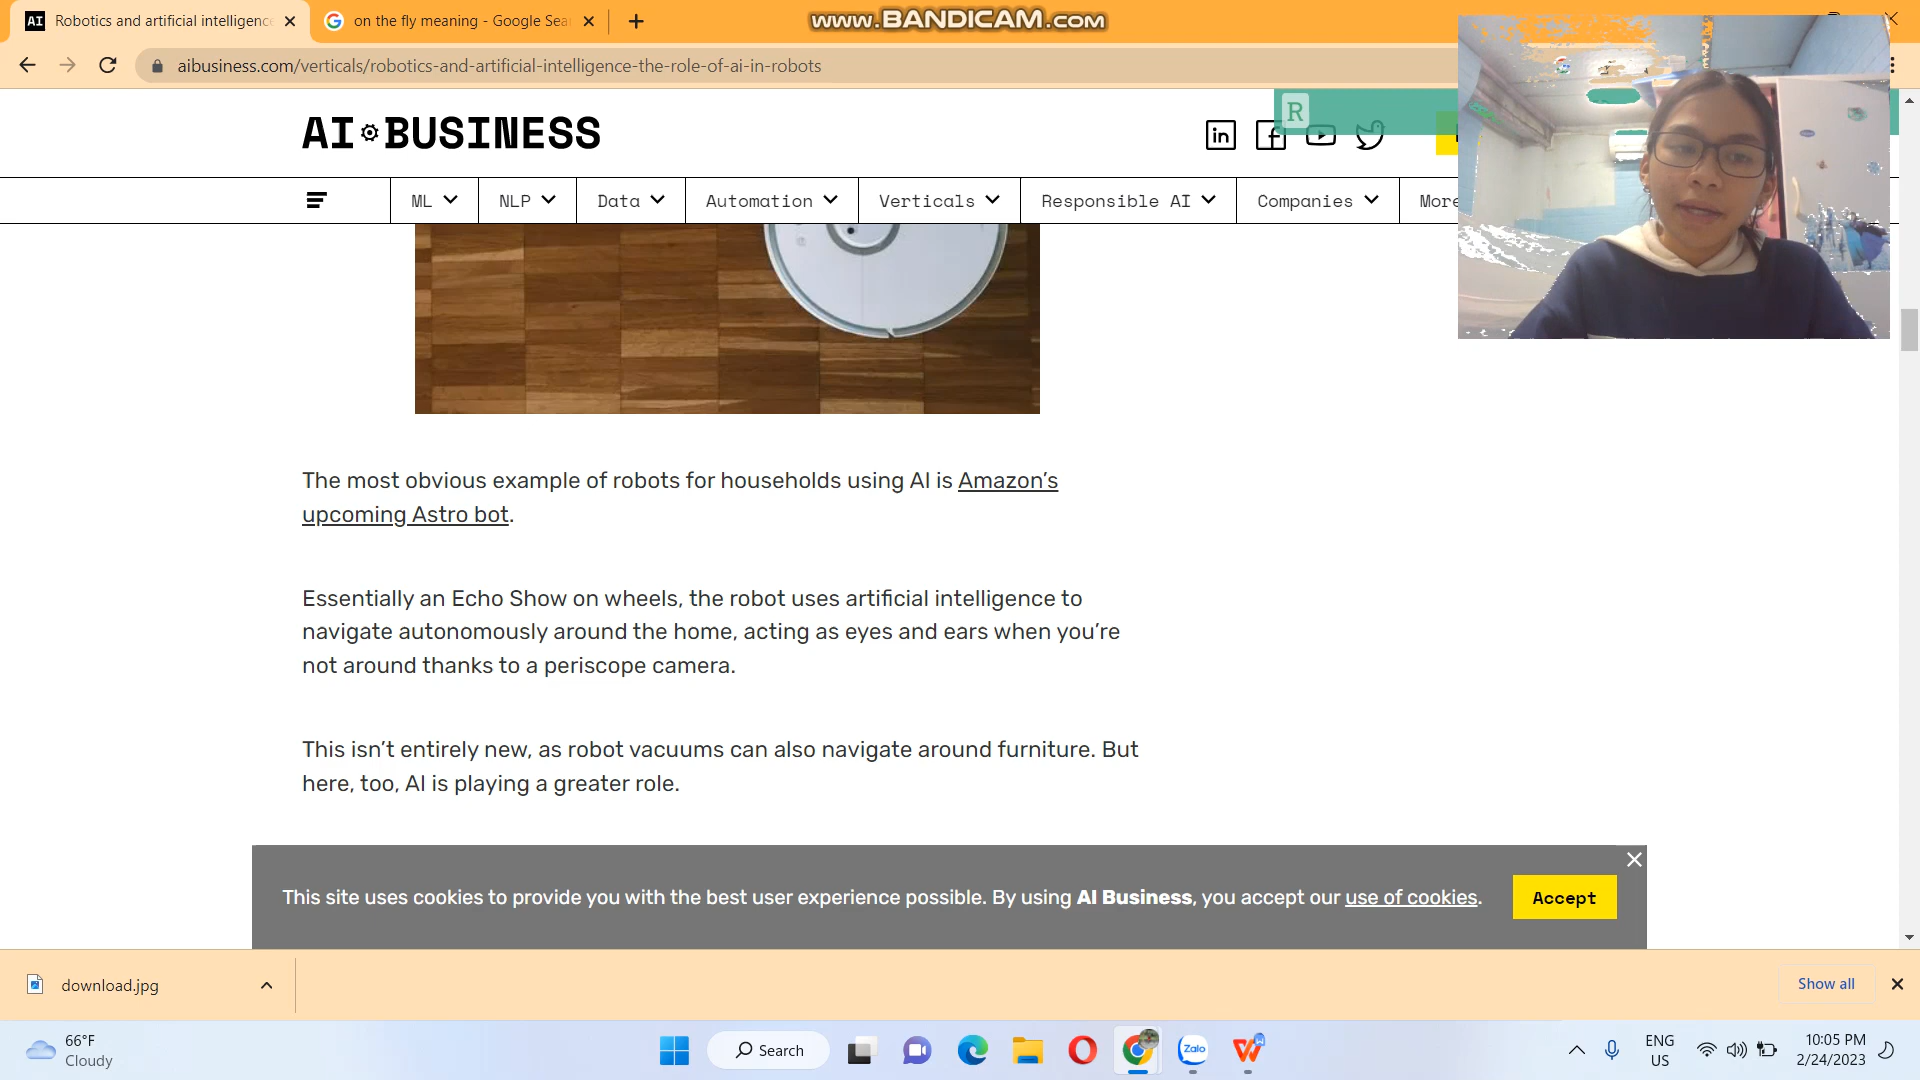 AI Robotics and artificial intelligence
on the fly meaning - Google Sea
www.BANDICAM.com
aibusiness.com/verticals/robotics-and-artificial-intelligence-the-role-of-ai-in-robots
R
AI BUSINESS
ML
NLP
Data
Automation
Verticals
Responsible AI
Companies
More
The most obvious example of robots for households using AI is Amazon's
upcoming Astro bot.
Essentially an Echo Show on wheels, the robot uses artificial intelligence to
navigate autonomously around the home, acting as eyes and ears when you're
not around thanks to a periscope camera.
This isn't entirely new, as robot vacuums can also navigate around furniture. But
here, too, AI is playing a greater role.
This site uses cookies to provide you with the best user experience possible. By using AI Business, you accept our use of cookies.
Accept
download.jpg
Show all
66°F
Cloudy
Search
Zalo
ENG
US
10:05 PM
2/24/2023